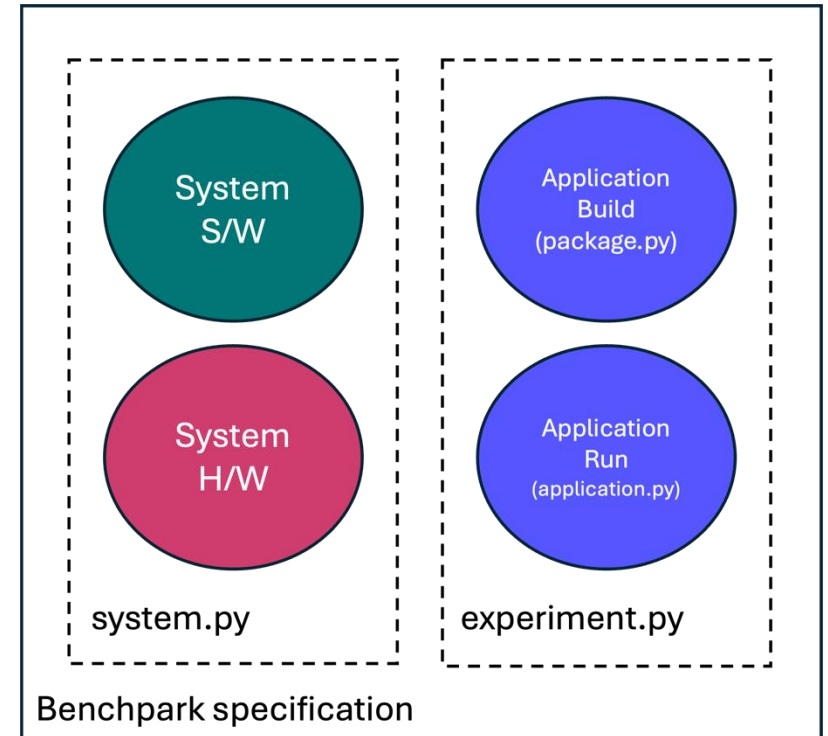 System
S/W
System
H/W
system.py
Application
Build
(package.py)
Application
Run
(application.py)
experiment.py
Benchpark specification